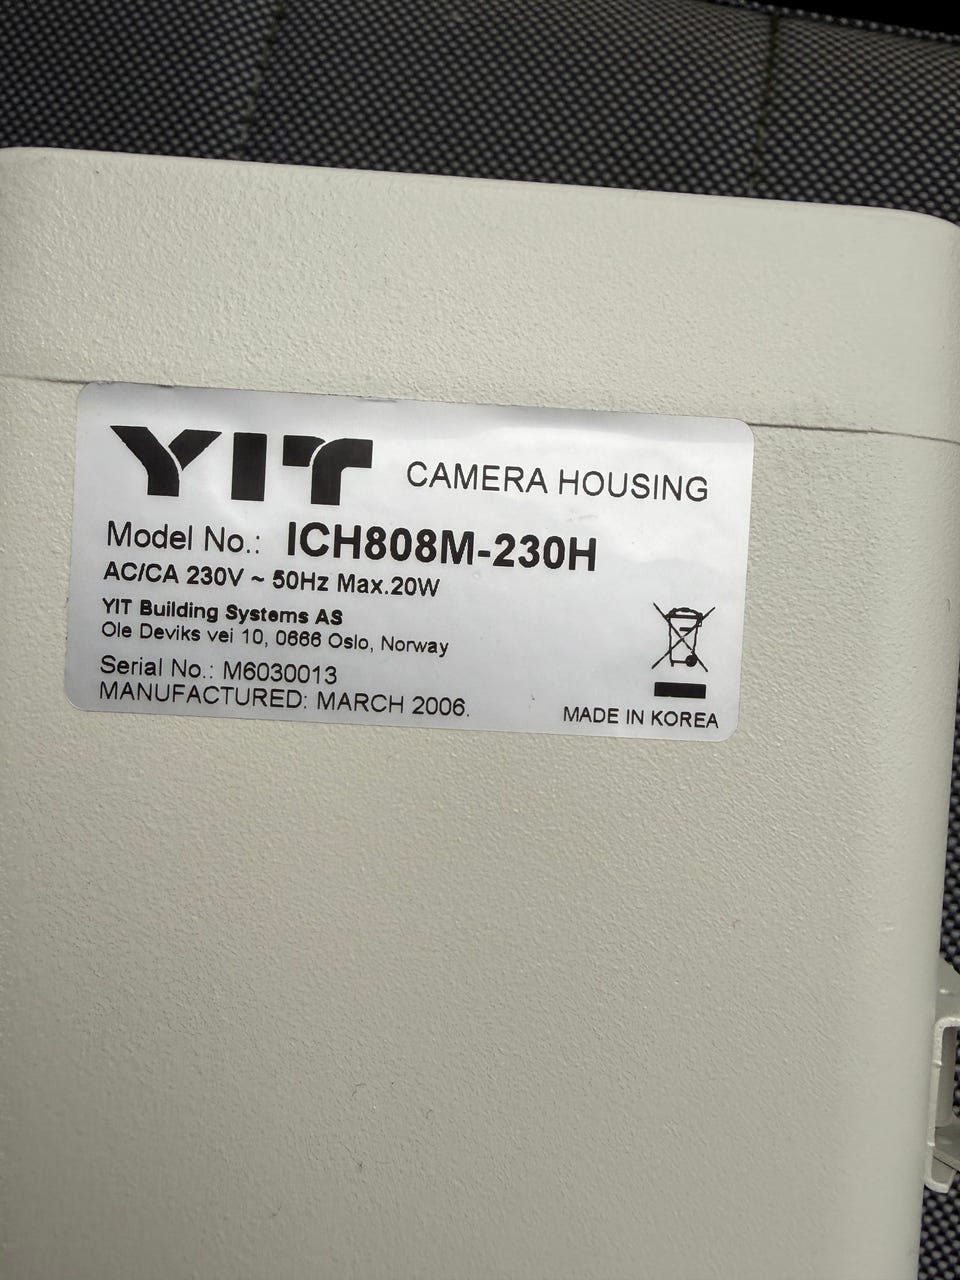 YIT CAMERA HOUSING
Model No.: ICH808M-230H
AC/CA 230V ~ 50Hz Max.20W
YIT Building Systems AS
Ole Deviks vei 10, 0666 Oslo, Norway
Serial No.: M6030013
MANUFACTURED: MARCH 2006.
MADE IN KOREA